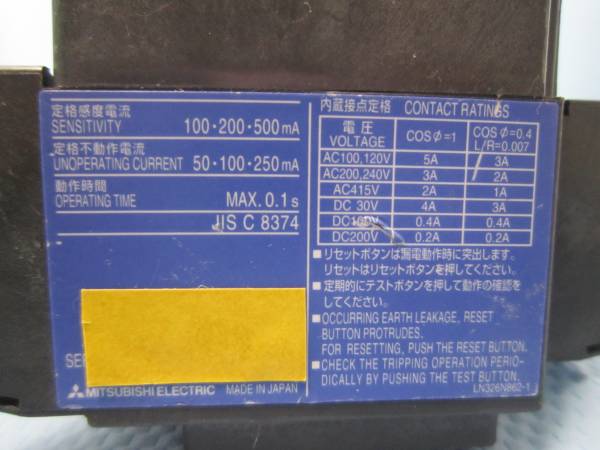 定格感度電流
SENSITIVITY 100・200・500mA
定格不動作電流
UNOPERATING CURRENT 50・100・250mA
動作時間
OPERATING TIME MAX. 0.1s
JIS C 8374
SE
MITSUBISHI ELECTRIC MADE IN JAPAN
内蔵接点定格 CONTACT RATINGS
電圧 VOLTAGE COSΦ=1 COSΦ=0.4 L/R=0.007
AC100,120V 5A 3A
AC200,240V 3A 2A
AC415V 2A 1A
DC 30V 4A 3A
DC100V 0.4A 0.4A
DC200V 0.2A 0.2A
■リセットボタンは漏電動作時に突出します。
リセットはリセットボタンを押してください。
■定期的にテストボタンを押して動作の確認を
してください。
■OCCURRING EARTH LEAKAGE, RESET
BUTTON PROTRUDES.
FOR RESETTING, PUSH THE RESET BUTTON.
■CHECK THE TRIPPING OPERATION PERIO-
DICALLY BY PUSHING THE TEST BUTTON.
LN326N862-1